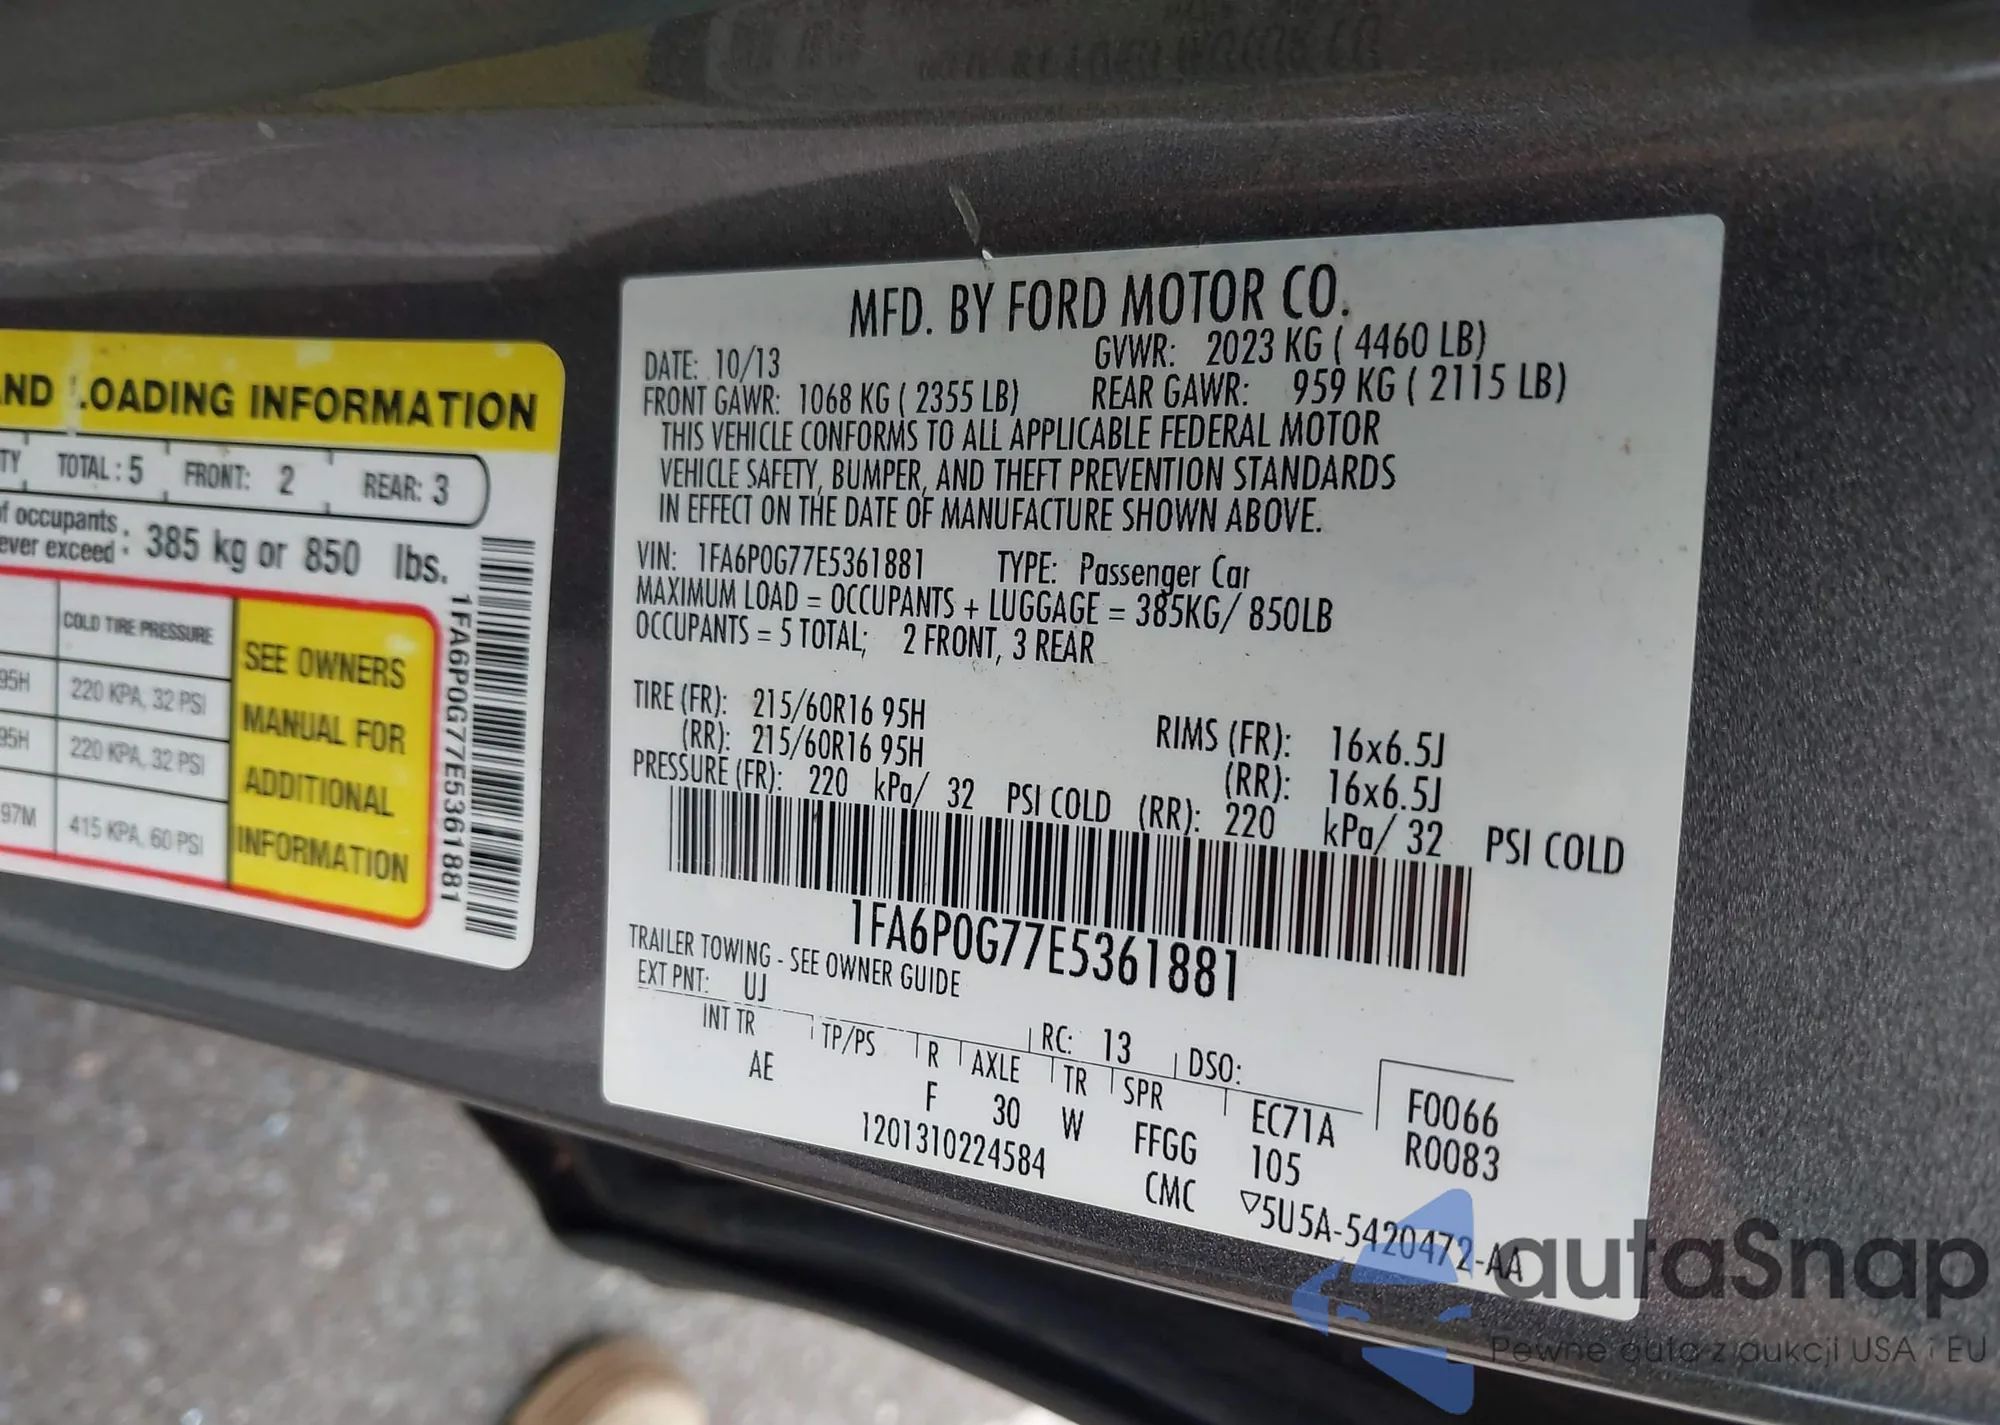 AND LOADING INFORMATION
TY TOTAL : 5 FRONT: 2 REAR: 3
of occupants
ever exceed : 385 kg or 850 lbs.
COLD TIRE PRESSURE
95H 220 KPA, 32 PSI
95H 220 KPA, 32 PSI
97M 415 KPA, 60 PSI
SEE OWNERS
MANUAL FOR
ADDITIONAL
INFORMATION
1FA6P0G77E5361881
MFD. BY FORD MOTOR CO.
DATE: 10/13 GVWR: 2023 KG ( 4460 LB)
FRONT GAWR: 1068 KG ( 2355 LB) REAR GAWR: 959 KG ( 2115 LB)
THIS VEHICLE CONFORMS TO ALL APPLICABLE FEDERAL MOTOR
VEHICLE SAFETY, BUMPER, AND THEFT PREVENTION STANDARDS
IN EFFECT ON THE DATE OF MANUFACTURE SHOWN ABOVE.
VIN: 1FA6P0G77E5361881 TYPE: Passenger Car
MAXIMUM LOAD = OCCUPANTS + LUGGAGE = 385KG/ 850LB
OCCUPANTS = 5 TOTAL; 2 FRONT, 3 REAR
TIRE (FR): 215/60R16 95H RIMS (FR): 16x6.5J
(RR): 215/60R16 95H (RR): 16x6.5J
PRESSURE (FR): 220 kPa/ 32 PSI COLD (RR): 220 kPa/ 32 PSI COLD
1FA6P0G77E5361881
TRAILER TOWING - SEE OWNER GUIDE
EXT PNT: UJ RC: 13 DSO: F0066
INT TR TP/PS R AXLE TR SPR EC71A R0083
AE F 30 W FFGG 105
1201310224584 CMC ▽5U5A-5420472-AA
autaSnap
Pewne auta z aukcji USA i EU